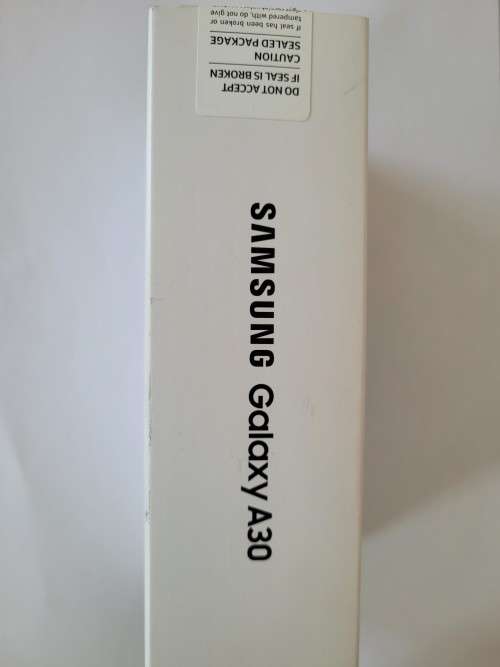 SAMSUNG Galaxy A30
DO NOT ACCEPT
IF SEAL IS BROKEN
CAUTION
SEALED PACKAGE
If seal has been broken or
tampered with, do not give